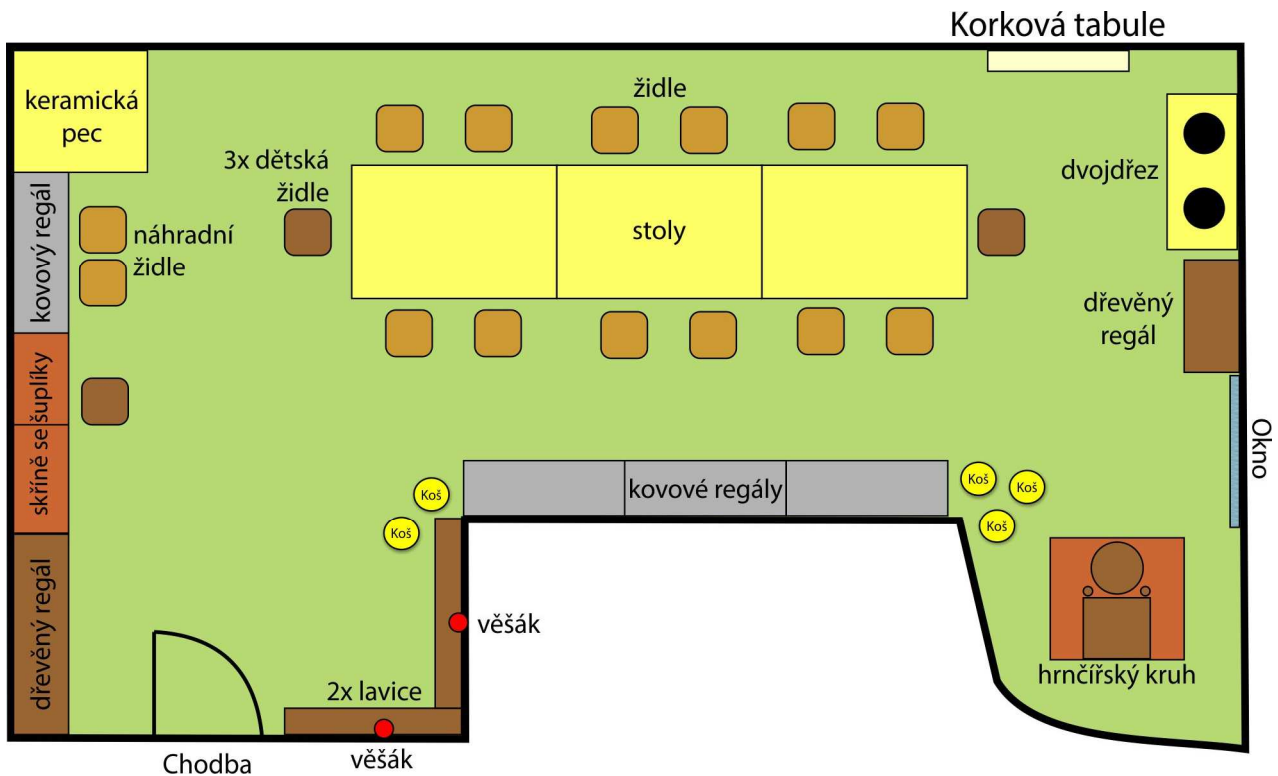 Korková tabule
keramická
pec
židle
3x dětská
židle
dvojdřez
kovový regál
náhradní
židle
stoly
dřevěný
regál
skříně se šuplíky
Okno
Koš
Koš
kovové regály
Koš
Koš
Koš
dřevěný regál
věšák
2x lavice
hrnčířský kruh
věšák
Chodba